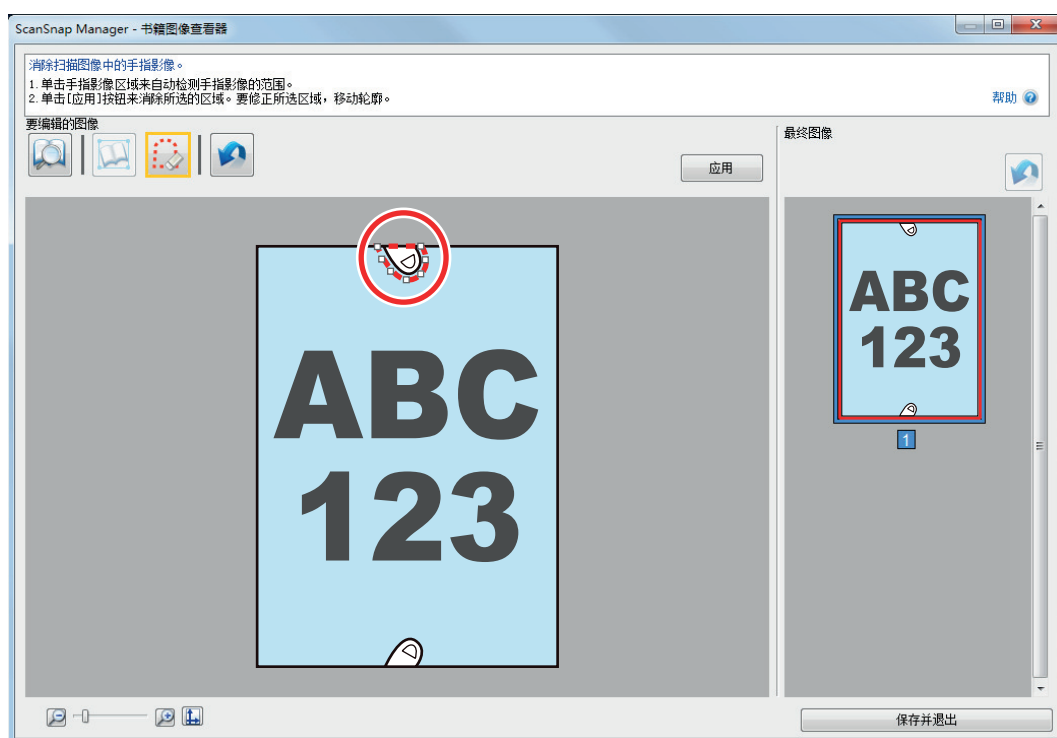 ScanSnap Manager - 书籍图像查看器
消除扫描图像中的手指影像。
1. 单击手指影像区域来自动检测手指影像的范围。
2. 单击[应用]按钮来消除所选的区域。要修正所选区域，移动轮廓。
帮助
要编辑的图像
应用
最终图像
ABC
123
ABC
123
1
保存并退出